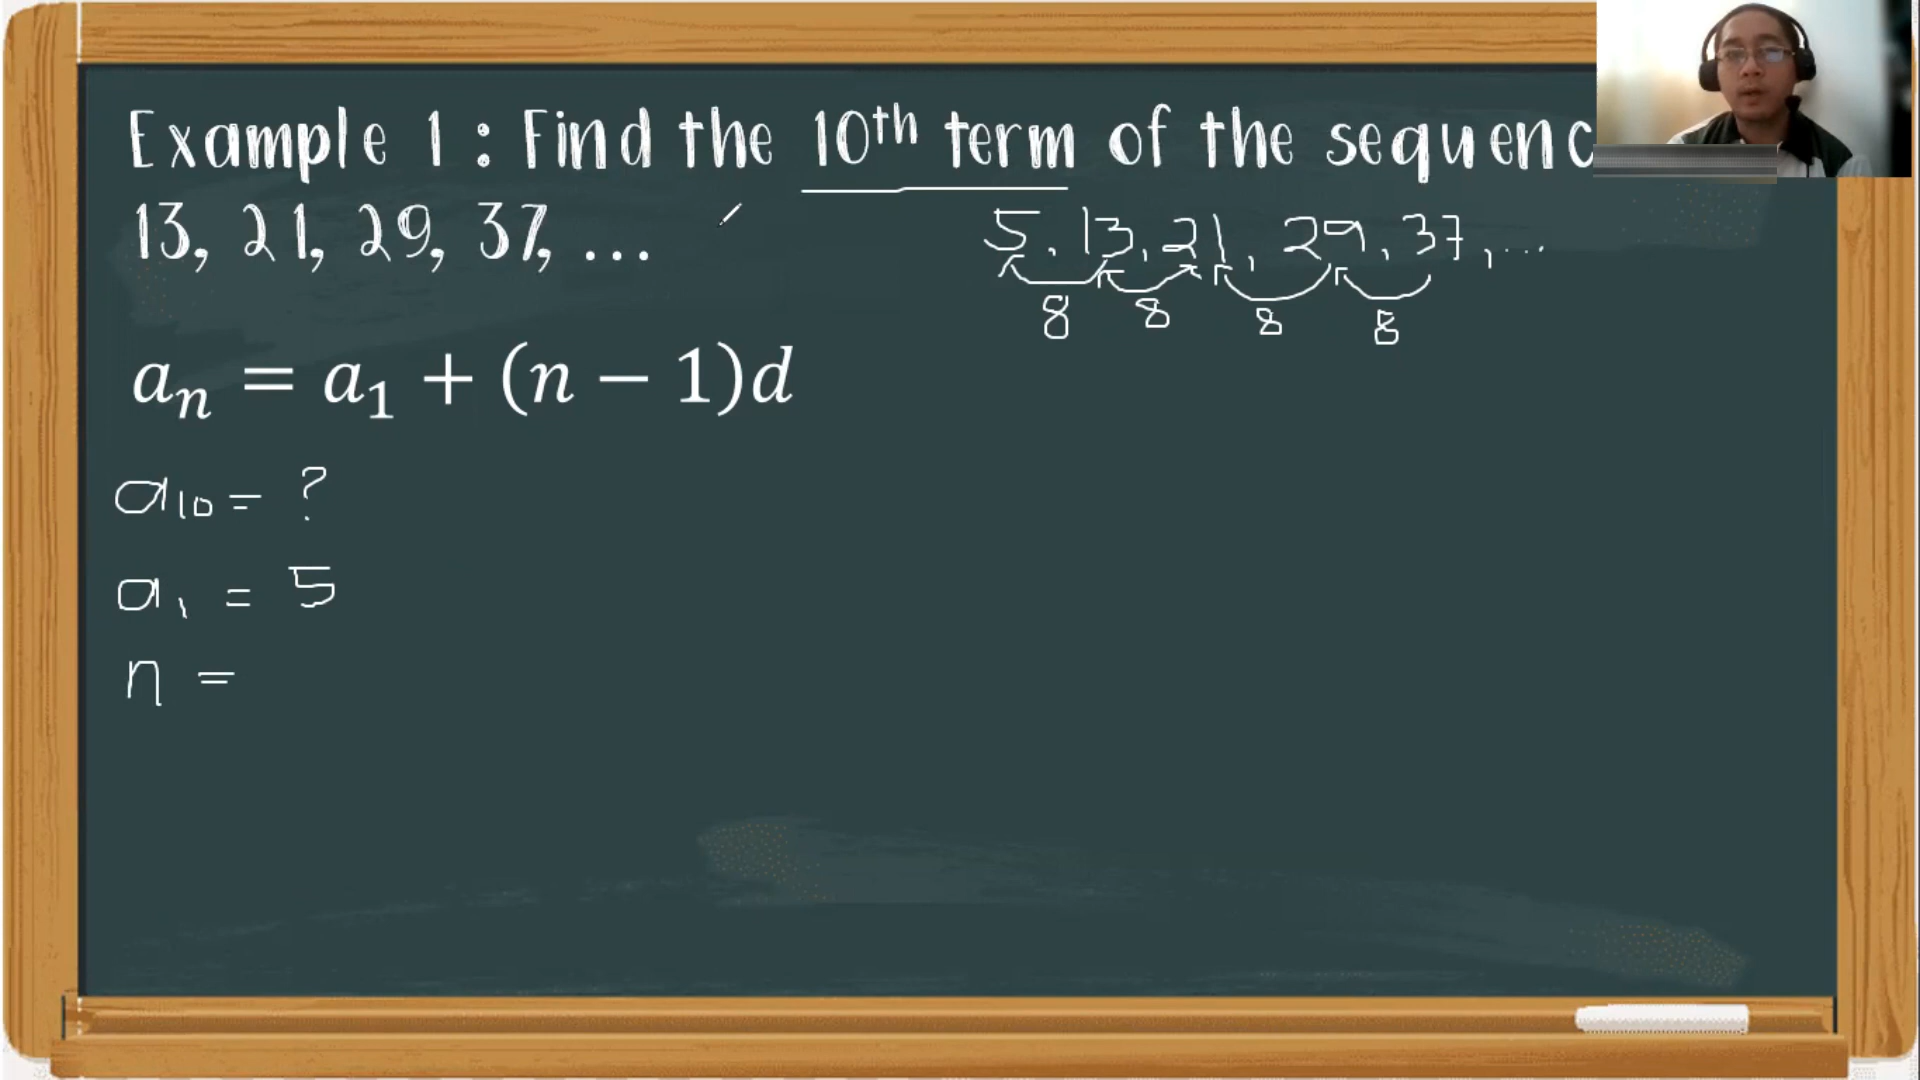 Example 1 : Find the 10th term of the sequenc
13, 21, 29, 37, ...
5, 13, 21, 29, 37, ...
8 8 8 8
aₙ = a₁ + (n − 1)d
a₁₀ = ?
a₁ = 5
n =